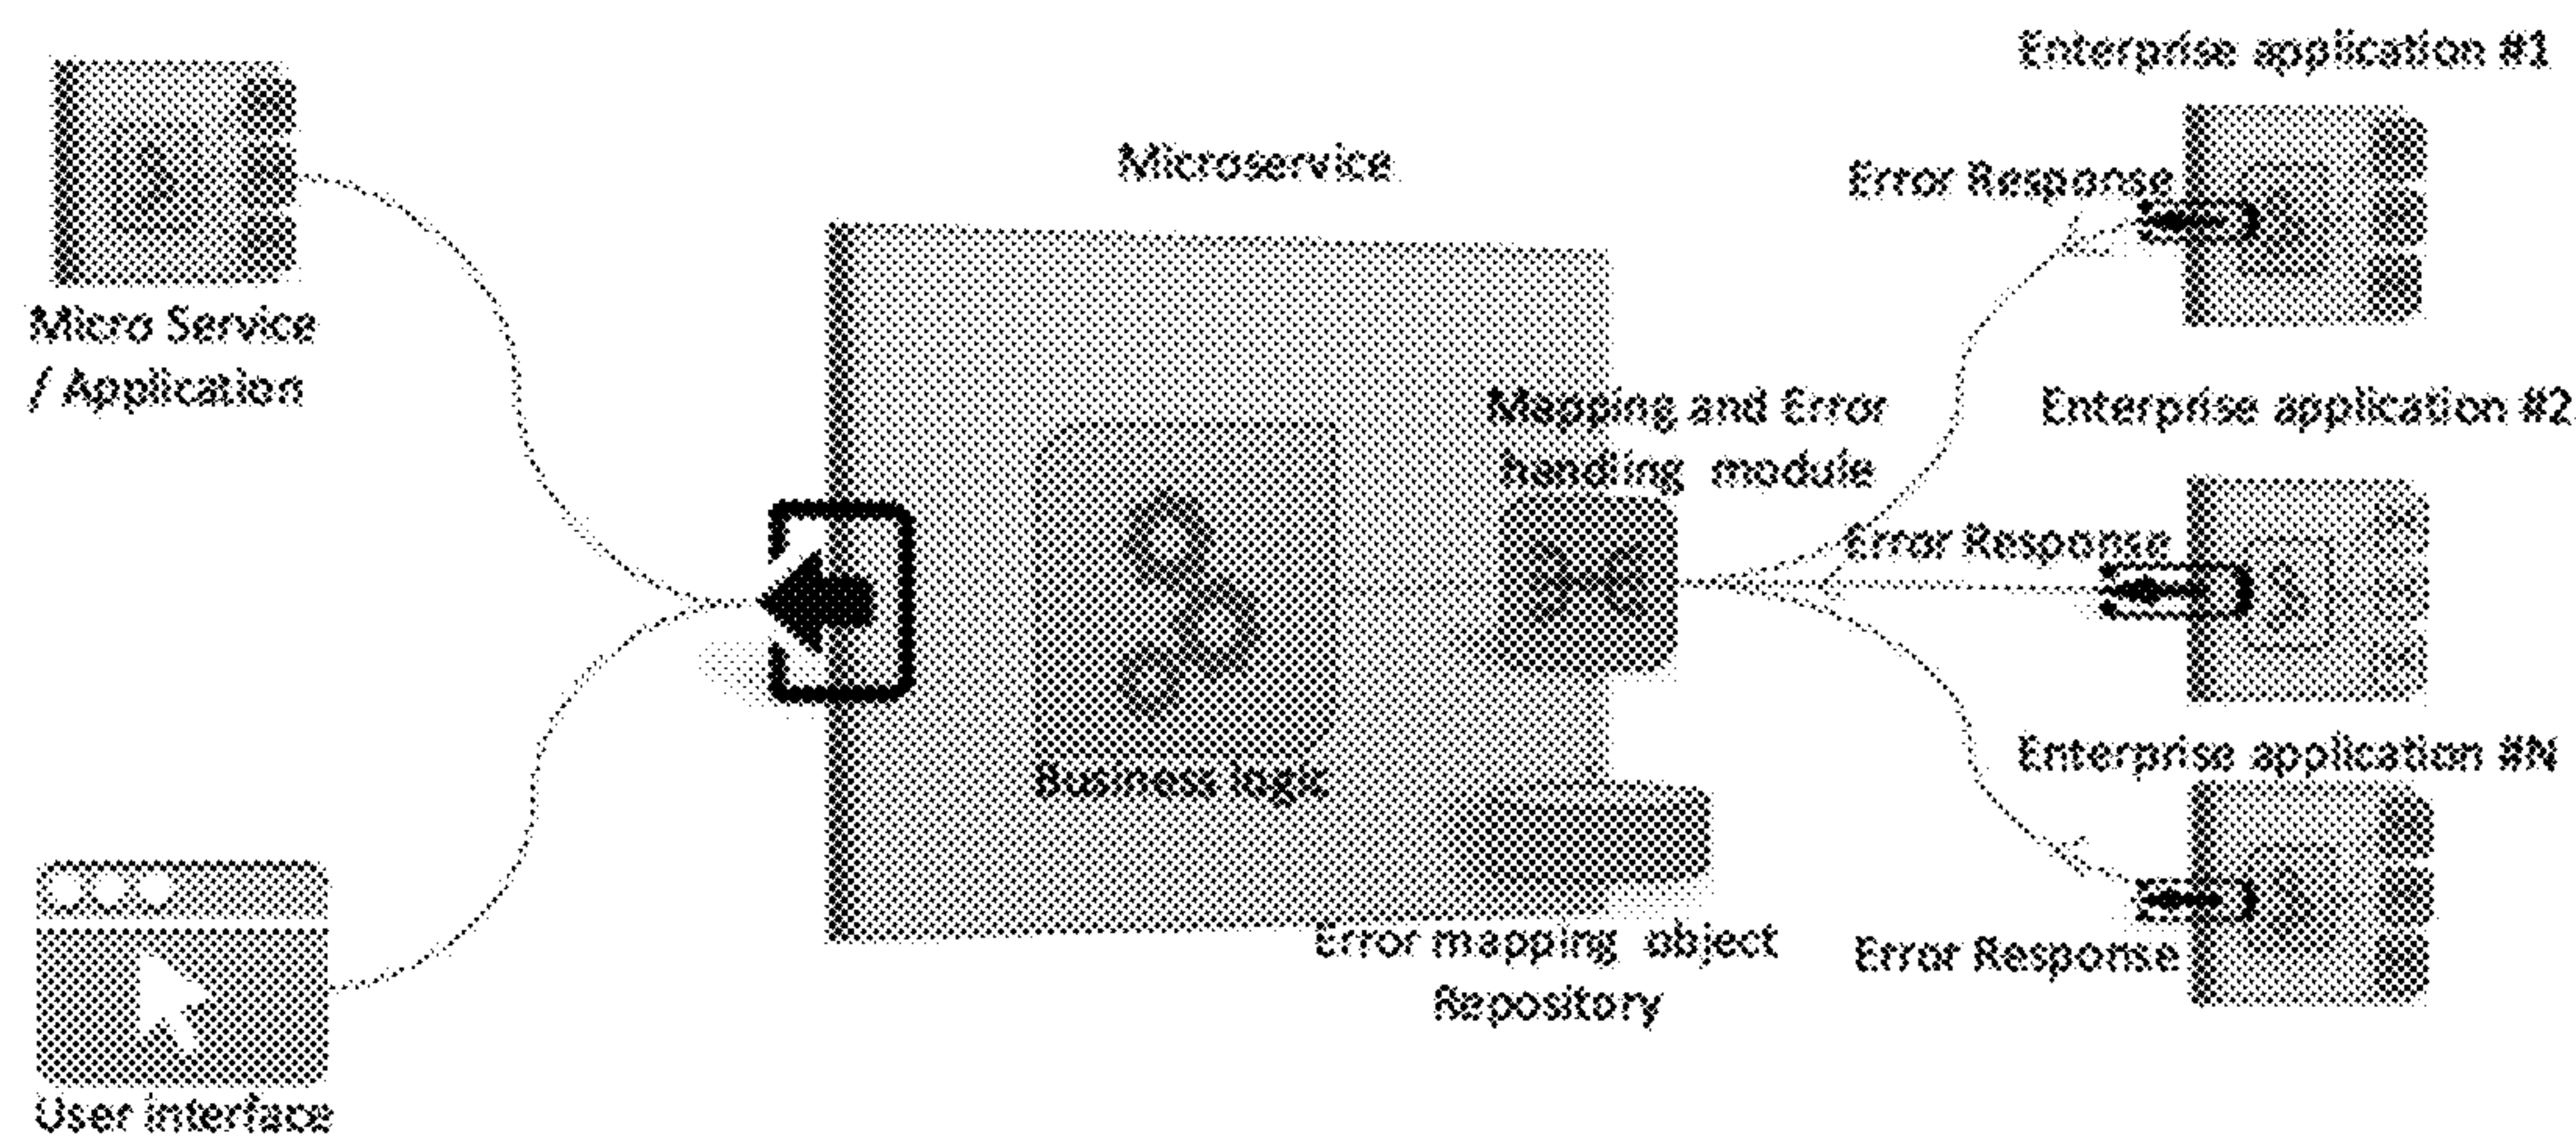 Enterprise application #1
Microservice
Error Response
Micro Service
/ Application
Mapping and Error
handling module
Enterprise application #2
Error Response
Business logic
Enterprise application #N
Error mapping object
Repository
Error Response
User interface